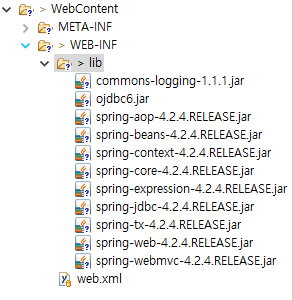 > WebContent
META-INF
> WEB-INF
> lib
commons-logging-1.1.1.jar
ojdbc6.jar
spring-aop-4.2.4.RELEASE.jar
spring-beans-4.2.4.RELEASE.jar
spring-context-4.2.4.RELEASE.jar
spring-core-4.2.4.RELEASE.jar
spring-expression-4.2.4.RELEASE.jar
spring-jdbc-4.2.4.RELEASE.jar
spring-tx-4.2.4.RELEASE.jar
spring-web-4.2.4.RELEASE.jar
spring-webmvc-4.2.4.RELEASE.jar
web.xml